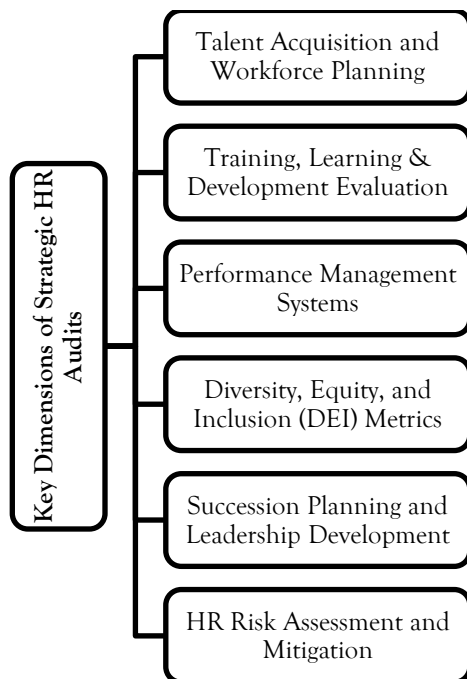 Key Dimensions of Strategic HR
Audits
Talent Acquisition and
Workforce Planning
Training, Learning &
Development Evaluation
Performance Management
Systems
Diversity, Equity, and
Inclusion (DEI) Metrics
Succession Planning and
Leadership Development
HR Risk Assessment and
Mitigation